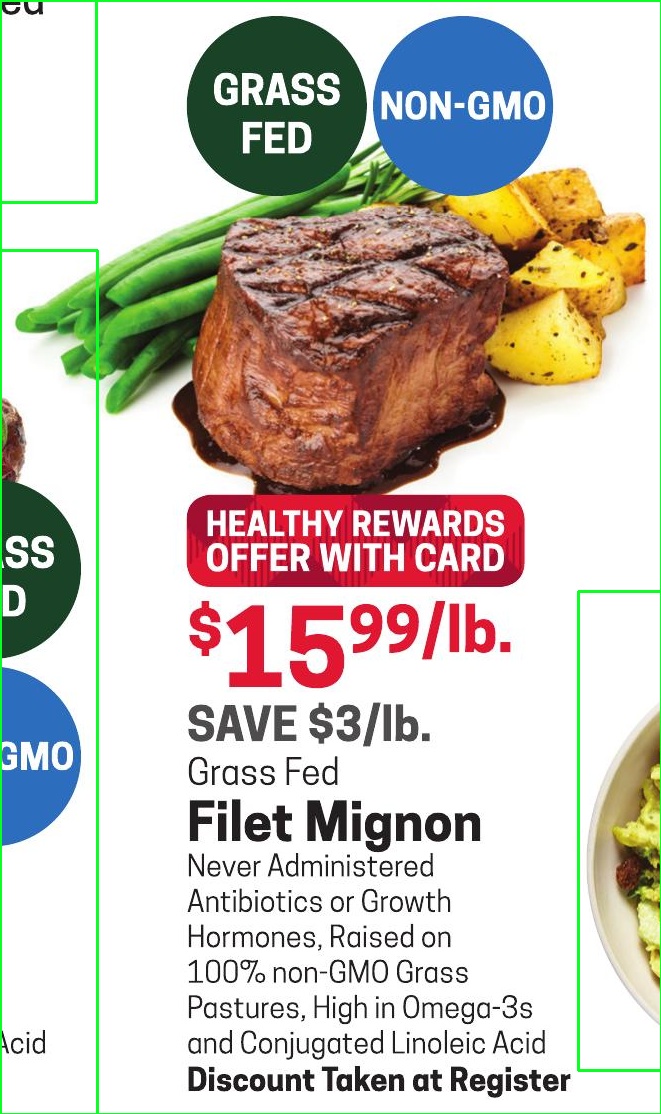 GRASS
FED
NON-GMO
HEALTHY REWARDS
OFFER WITH CARD
$15.99/lb.
SAVE $3/lb.
Grass Fed
Filet Mignon
Never Administered
Antibiotics or Growth
Hormones, Raised on
100% non-GMO Grass
Pastures, High in Omega-3s
and Conjugated Linoleic Acid
Discount Taken at Register
GMO
Acid